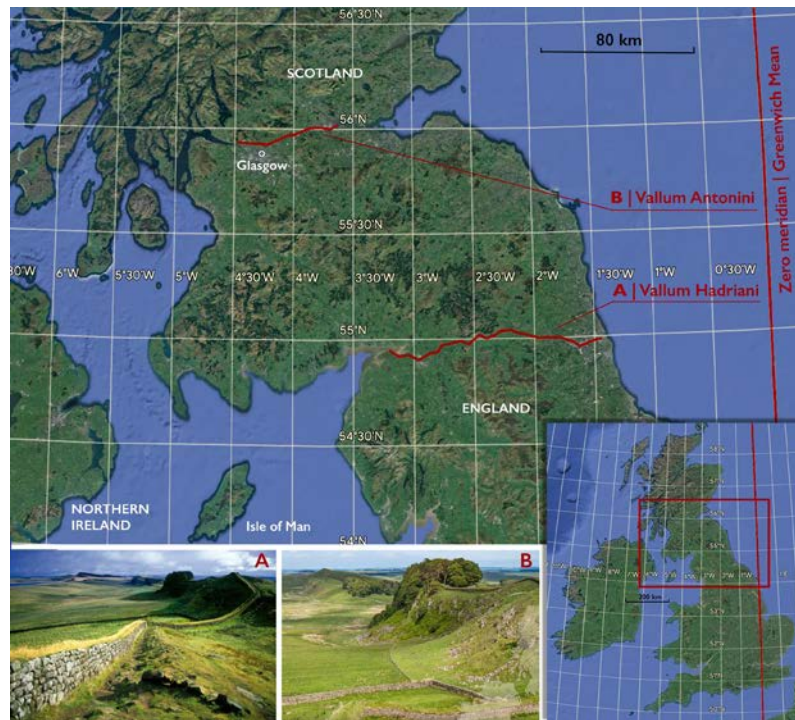 56°30'N
80 km
SCOTLAND
56°N
Glasgow
B | Vallum Antonini
Zero meridian | Greenwich Mean
55°30'N
6°W 5°30'W 5°W 4°30'W 4°W 3°30'W 3°W 2°30'W 2°W 1°30'W 1°W 0°30'W
A | Vallum Hadriani
55°N
ENGLAND
54°30'N
NORTHERN
IRELAND
Isle of Man
54°N
A
B
200 km